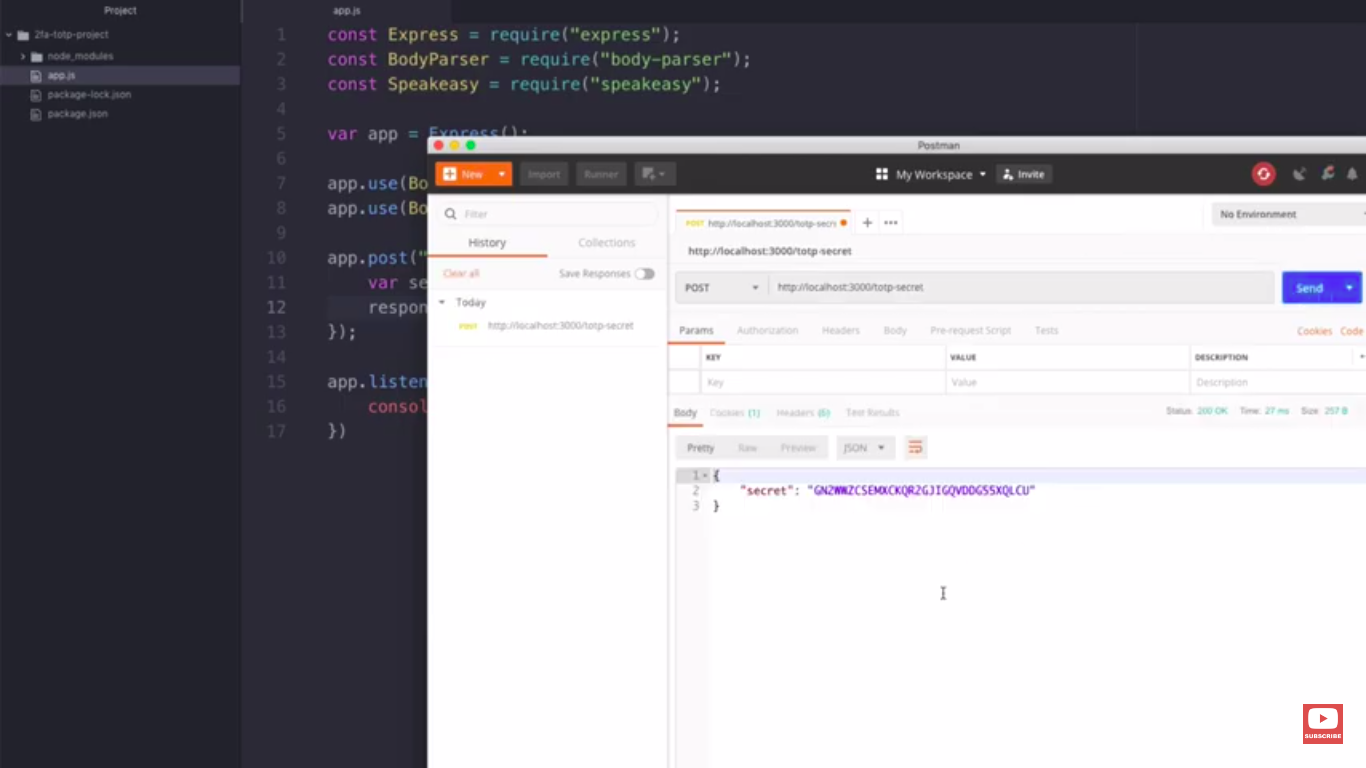 Project
2fa-totp-project
node_modules
app.js
package-lock.json
package.json
app.js
1 const Express = require("express");
2 const BodyParser = require("body-parser");
3 const Speakeasy = require("speakeasy");
4
5 var app = Express();
6
7 app.use(Bo
8 app.use(Bo
9
10 app.post("
11 var se
12 respon
13 });
14
15 app.listen
16 consol
17 })
Postman
New Import Runner My Workspace Invite
Filter
History Collections
Clear all Save Responses
Today
POST http://localhost:3000/totp-secret
POST http://localhost:3000/totp-secr + •••
No Environment
http://localhost:3000/totp-secret
POST http://localhost:3000/totp-secret Send
Params Authorization Headers Body Pre-request Script Tests Cookies Code
KEY VALUE DESCRIPTION
Key Value Description
Body Cookies (1) Headers (6) Test Results Status: 200 OK Time: 27 ms Size: 257 B
Pretty Raw Preview JSON
1 {
2 "secret": "GN2WWZCSEMXCKQR2GJIGQVDDG55XQLCU"
3 }
SUBSCRIBE